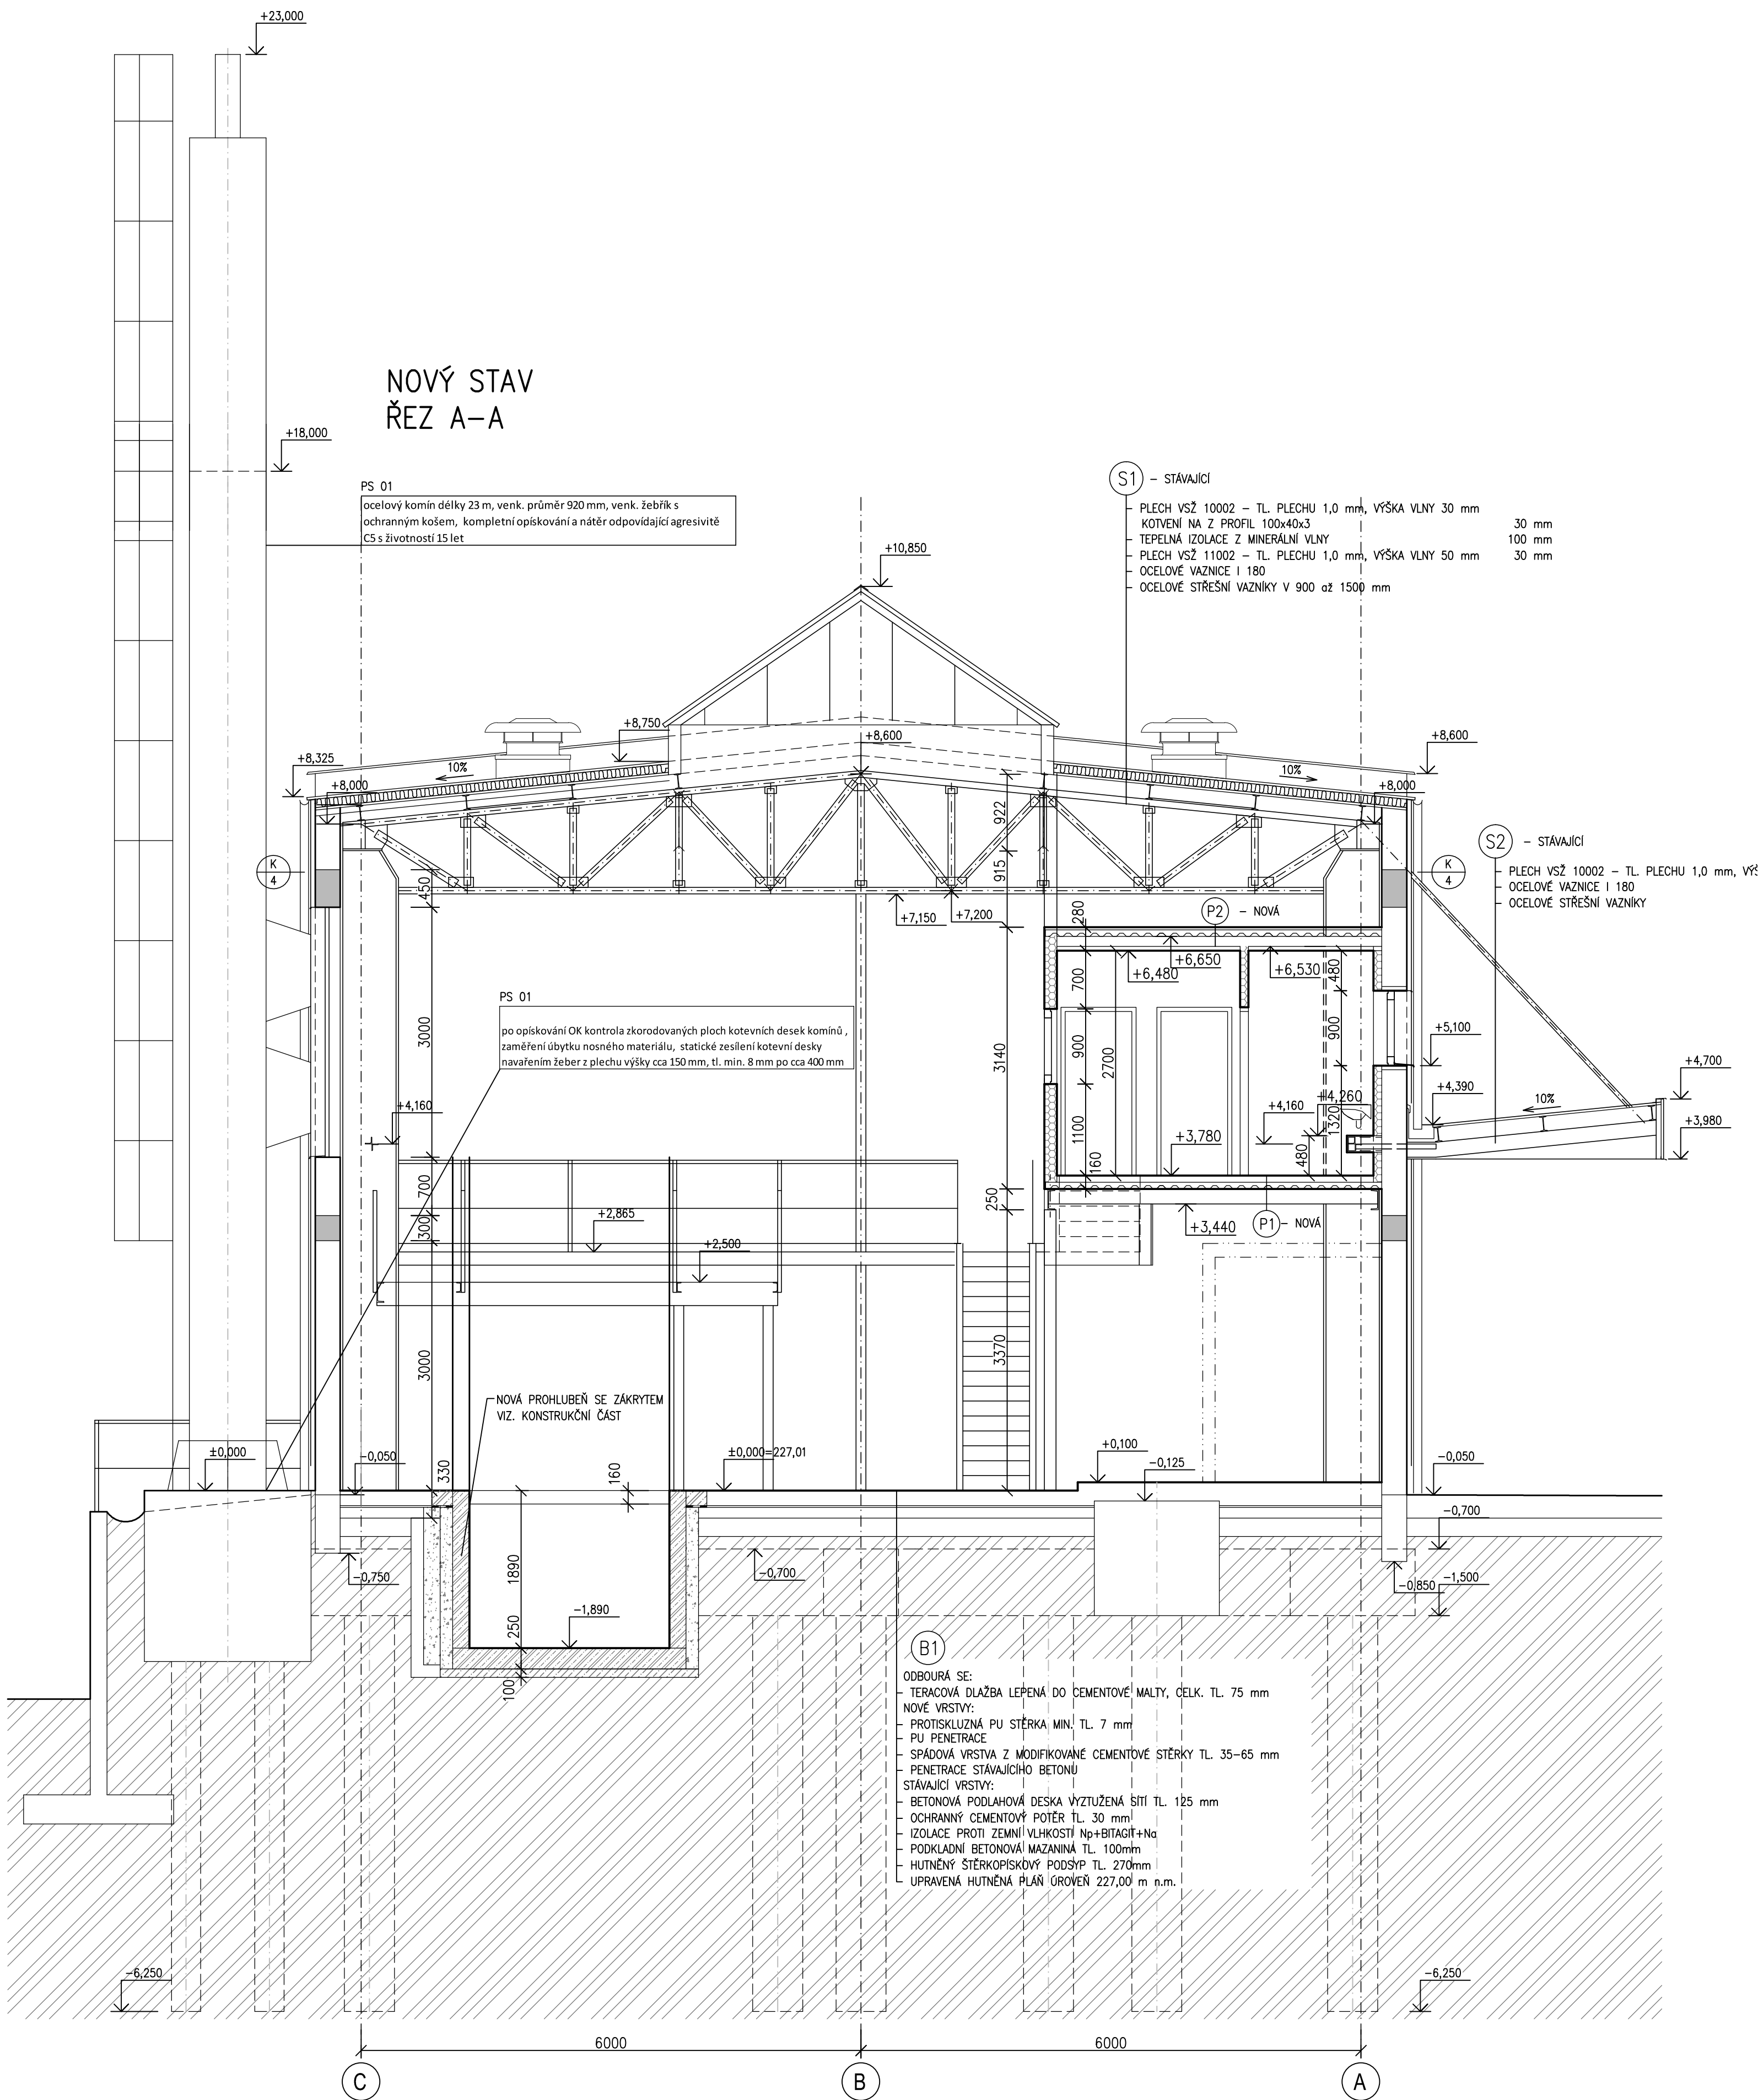 +23,000
NOVÝ STAV
ŘEZ A-A
+18,000
PS 01
ocelový komín délky 23 m, venk. průměr 920 mm, venk. žebřík s
ochranným košem, kompletní opískování a nátěr odpovídající agresivitě
C5 s životností 15 let
S1 - STÁVAJÍCÍ
- PLECH VSŽ 10002 - TL. PLECHU 1,0 mm, VÝŠKA VLNY 30 mm
KOTVENÍ NA Z PROFIL 100x40x3 30 mm
- TEPELNÁ IZOLACE Z MINERÁLNÍ VLNY 100 mm
- PLECH VSŽ 11002 - TL. PLECHU 1,0 mm, VÝŠKA VLNY 50 mm 30 mm
- OCELOVÉ VAZNICE I 180
- OCELOVÉ STŘEŠNÍ VAZNÍKY V 900 až 1500 mm
+10,850
+8,750
+8,600
+8,600
+8,325
10%
10%
+8,000
+8,000
922
915
S2 - STÁVAJÍCÍ
- PLECH VSŽ 10002 - TL. PLECHU 1,0 mm,
- OCELOVÉ VAZNICE I 180
- OCELOVÉ STŘEŠNÍ VAZNÍKY
K
4
K
4
450
+7,150
+7,200
280
P2 - NOVÁ
+6,650
+6,480
+6,530
480
700
PS 01
po opískování OK kontrola zkorodovaných ploch kotevních desek komínů ,
zaměření úbytku nosného materiálu, statické zesílení kotevní desky
navařením žeber z plechu výšky cca 150 mm, tl. min. 8 mm po cca 400 mm
3000
3140
900
2700
900
+5,100
+4,700
+4,390
10%
+4,260
+4,160
+4,160
1320
1100
+3,980
+3,780
480
160
700
250
300
+2,865
+3,440
P1 - NOVÁ
+2,500
3000
3370
NOVÁ PROHLUBEŇ SE ZÁKRYTEM
VIZ. KONSTRUKČNÍ ČÁST
±0,000
-0,050
330
160
±0,000=227,01
+0,100
-0,125
-0,050
-0,700
-0,750
1890
-0,700
-0,850
-1,500
-1,890
250
100
B1
ODBOURÁ SE:
- TERACOVÁ DLAŽBA LEPENÁ DO CEMENTOVÉ MALTY, CELK. TL. 75 mm
NOVÉ VRSTVY:
- PROTISKLUZNÁ PU STĚRKA MIN. TL. 7 mm
- PU PENETRACE
- SPÁDOVÁ VRSTVA Z MODIFIKOVANÉ CEMENTOVÉ STĚRKY TL. 35-65 mm
- PENETRACE STÁVAJÍCÍHO BETONU
STÁVAJÍCÍ VRSTVY:
- BETONOVÁ PODLAHOVÁ DESKA VYZTUŽENÁ SÍTÍ TL. 125 mm
- OCHRANNÝ CEMENTOVÝ POTĚR TL. 30 mm
- IZOLACE PROTI ZEMNÍ VLHKOSTI Np+BITAGIT+Na
- PODKLADNÍ BETONOVÁ MAZANINA TL. 100mm
- HUTNĚNÝ ŠTĚRKOPÍSKOVÝ PODSYP TL. 270mm
- UPRAVENÁ HUTNĚNÁ PLÁŇ ÚROVEŇ 227,00 m n.m.
-6,250
-6,250
6000
6000
C
B
A